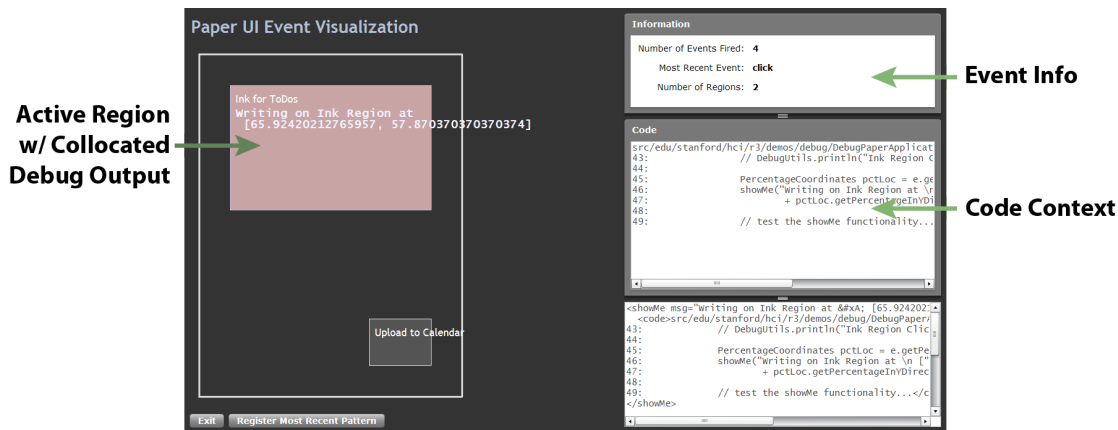 Paper UI Event Visualization
Active Region
w/ Collocated
Debug Output
Ink for ToDos
Writing on Ink Region at
[65.92420212765957, 57.870370370370374]
Upload to Calendar
Exit
Register Most Recent Pattern
Information
Number of Events Fired: 4
Most Recent Event: click
Number of Regions: 2
Event Info
Code
src/edu/stanford/hci/r3/demos/debug/DebugPaperApplicat
43: // DebugUtils.println("Ink Region C
44:
45: PercentageCoordinates pctLoc = e.ge
46: showMe("Writing on Ink Region at \n
47: + pctLoc.getPercentageInYDi
48:
49: // test the showMe functionality...
Code Context
<showMe msg="Writing on Ink Region at &#xA; [65.924202
<code>src/edu/stanford/hci/r3/demos/debug/DebugPaper
43: // DebugUtils.println("Ink Region Clic
44:
45: PercentageCoordinates pctLoc = e.getPe
46: showMe("Writing on Ink Region at \n ["
47: + pctLoc.getPercentageInYDirec
48:
49: // test the showMe functionality...</c
</showMe>